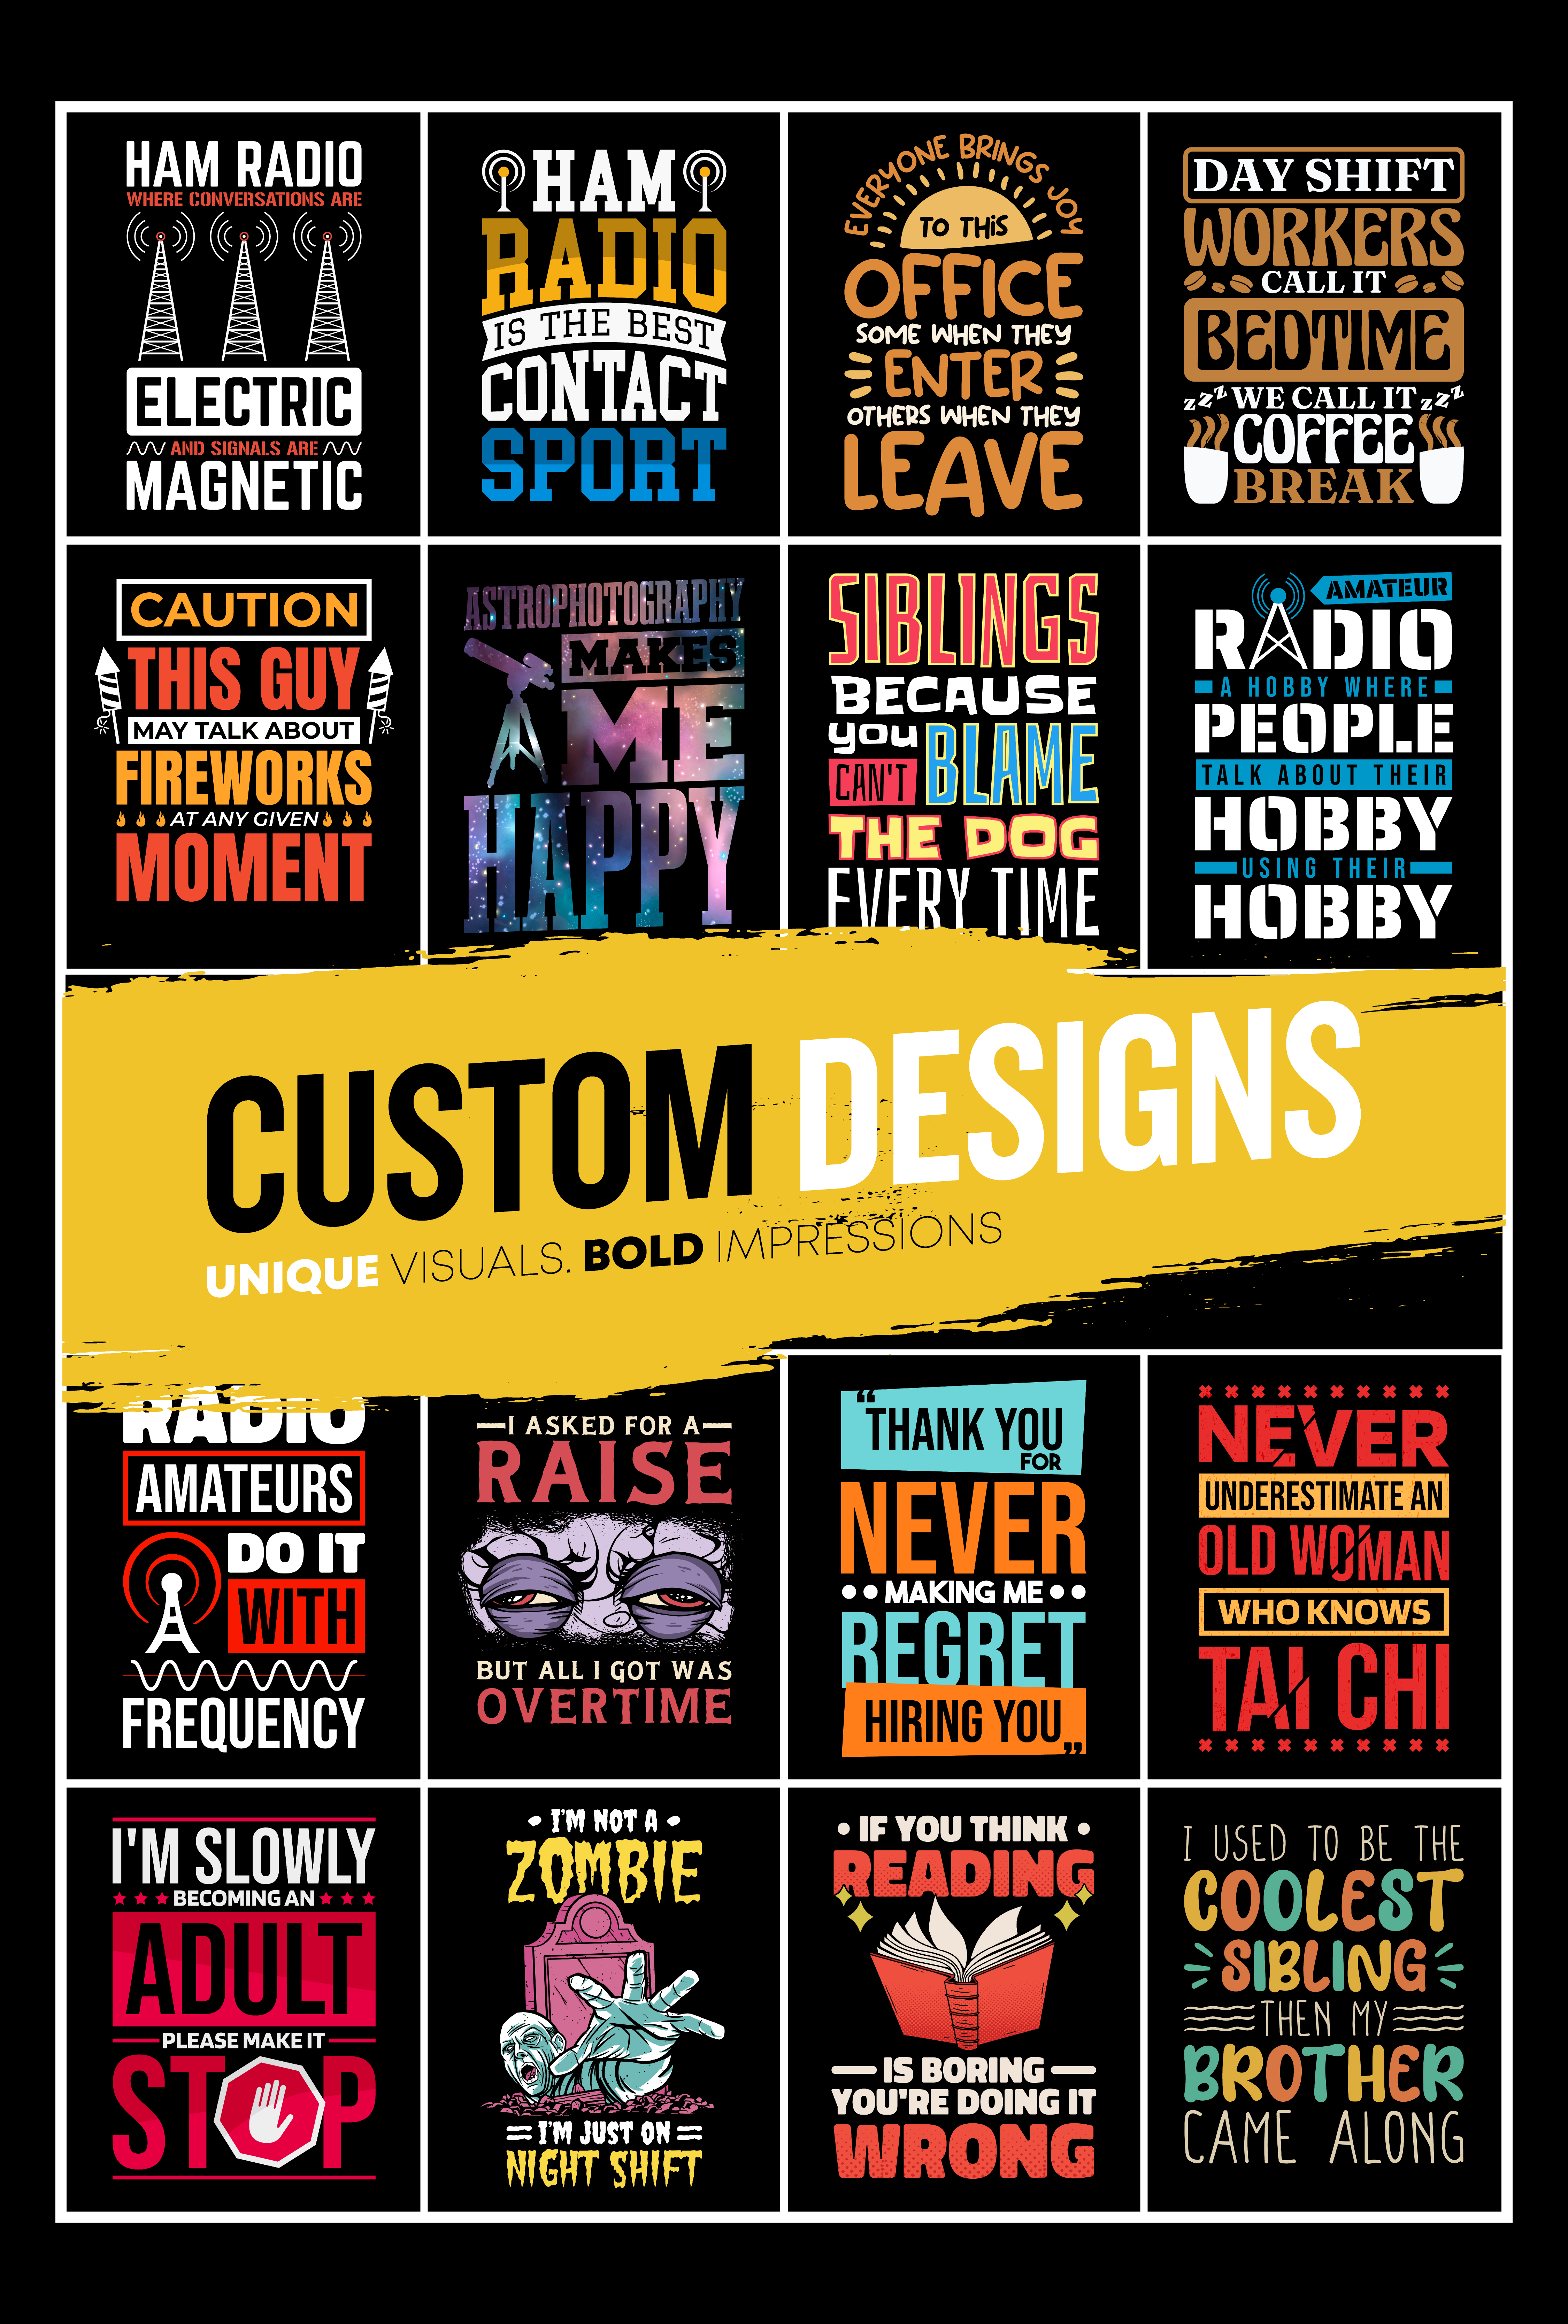 HAM RADIO
WHERE CONVERSATIONS ARE
ELECTRIC
AND SIGNALS ARE
MAGNETIC
HAM
RADIO
IS THE BEST
CONTACT
SPORT
EVERYONE BRINGS JOY
TO THIS
OFFICE
SOME WHEN THEY
ENTER
OTHERS WHEN THEY
LEAVE
DAY SHIFT
WORKERS
CALL IT
BEDTIME
zzz WE CALL IT zzz
COFFEE
BREAK
CAUTION
THIS GUY
MAY TALK ABOUT
FIREWORKS
AT ANY GIVEN
MOMENT
ASTROPHOTOGRAPHY
MAKES
ME
HAPPY
SIBLINGS
BECAUSE
you BLAME
CAN'T
THE DOG
EVERY TIME
AMATEUR
RADIO
A HOBBY WHERE
PEOPLE
TALK ABOUT THEIR
HOBBY
USING THEIR
HOBBY
CUSTOM DESIGNS
UNIQUE VISUALS. BOLD IMPRESSIONS
RADIO
AMATEURS
DO IT
WITH
FREQUENCY
I ASKED FOR A
RAISE
BUT ALL I GOT WAS
OVERTIME
“THANK YOU
FOR
NEVER
MAKING ME
REGRET
HIRING YOU„
NEVER
UNDERESTIMATE AN
OLD WOMAN
WHO KNOWS
TAI CHI
I'M SLOWLY
BECOMING AN
ADULT
PLEASE MAKE IT
STOP
I'M NOT A
ZOMBIE
I'M JUST ON
NIGHT SHIFT
IF YOU THINK
READING
IS BORING
YOU'RE DOING IT
WRONG
I USED TO BE THE
COOLEST
SIBLING
THEN MY
BROTHER
CAME ALONG